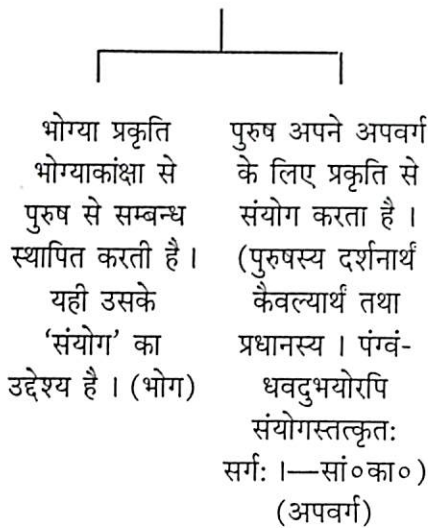 भोग्या प्रकृति
भोग्याकांक्षा से
पुरुष से सम्बन्ध
स्थापित करती है।
यही उसके
‘संयोग’ का
उद्देश्य है। (भोग)
पुरुष अपने अपवर्ग
के लिए प्रकृति से
संयोग करता है।
(पुरुषस्य दर्शनार्थं
कैवल्यार्थं तथा
प्रधानस्य। पंग्वं-
धवदुभयोरपि
संयोगस्तत्कृतः
सर्गः।—सां०का०)
(अपवर्ग)